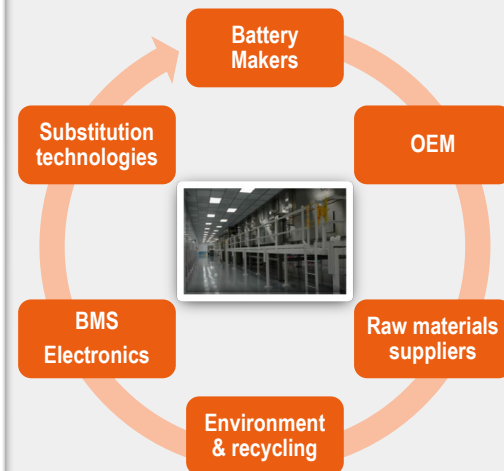 Battery
Makers
OEM
Raw materials
suppliers
Environment
& recycling
BMS
Electronics
Substitution
technologies